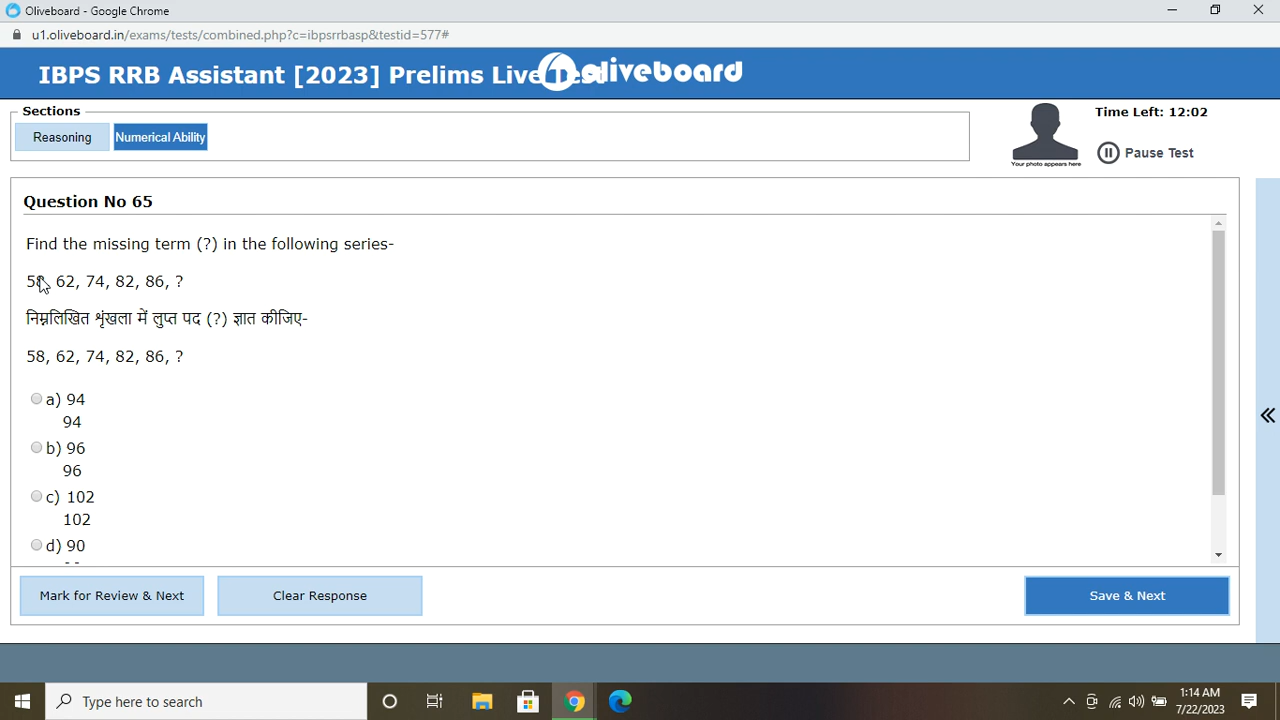 Oliveboard - Google Chrome
u1.oliveboard.in/exams/tests/combined.php?c=ibpsrrbasp&testid=577#
IBPS RRB Assistant [2023] Prelims Live Test
oliveboard
Sections
Reasoning
Numerical Ability
Your photo appears here
Time Left: 12:02
Pause Test
Question No 65
Find the missing term (?) in the following series-
58, 62, 74, 82, 86, ?
निम्नलिखित शृंखला में लुप्त पद (?) ज्ञात कीजिए-
58, 62, 74, 82, 86, ?
a) 94
94
b) 96
96
c) 102
102
d) 90
Mark for Review & Next
Clear Response
Save & Next
Type here to search
1:14 AM
7/22/2023